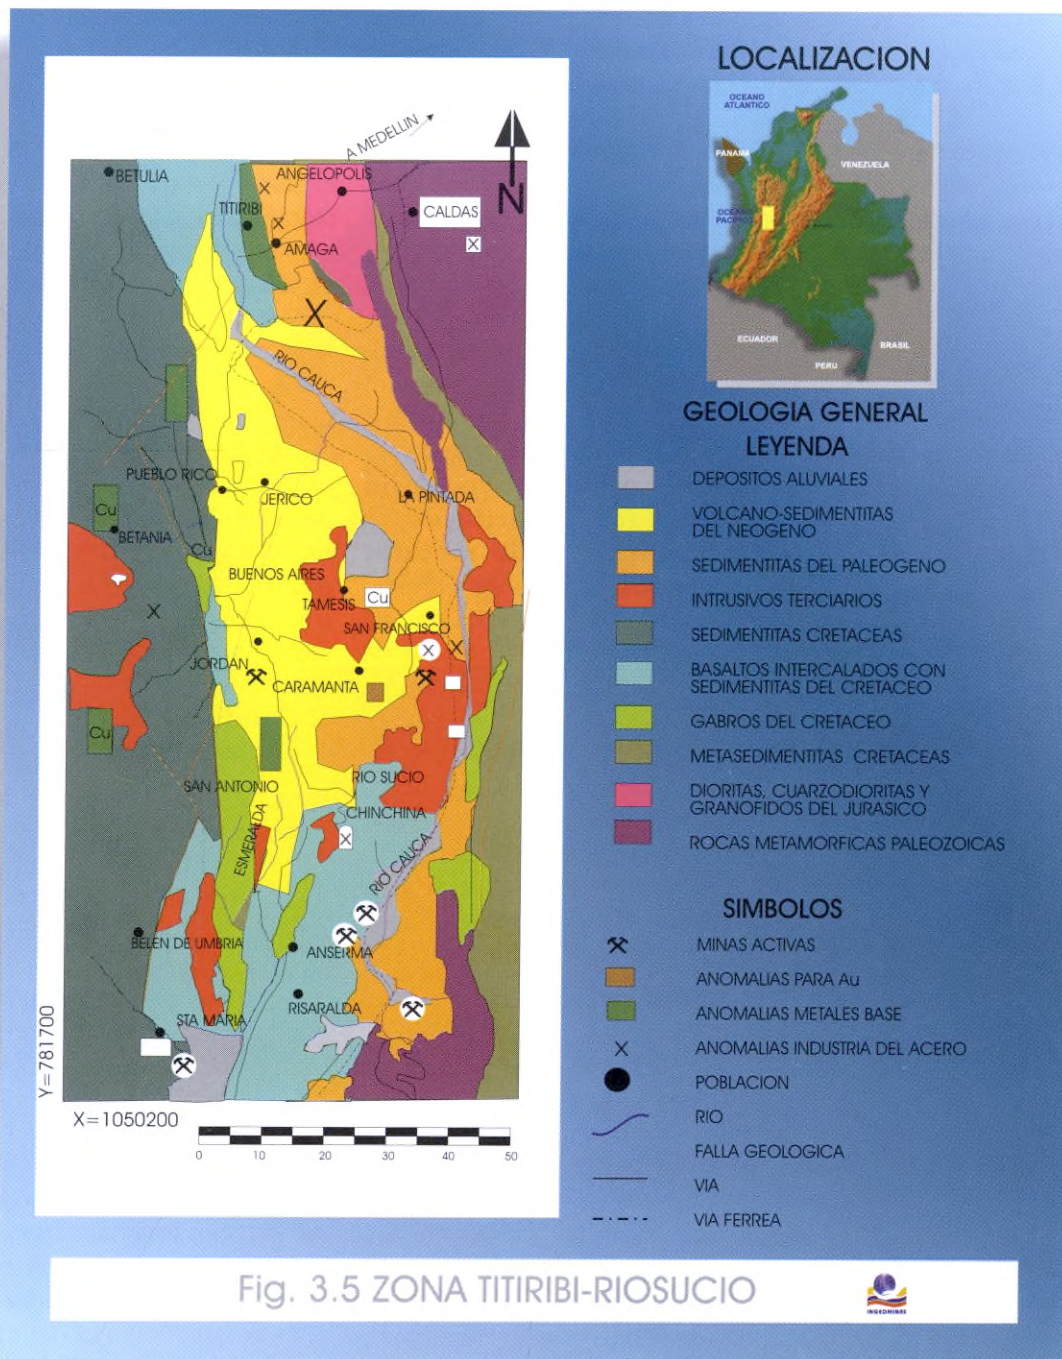 LOCALIZACION
OCEANO
ATLANTICO
PANAMA
VENEZUELA
OCEANO
PACIFICO
ECUADOR
BRASIL
PERU
A MEDELLIN
N
BETULIA
ANGELOPOLIS
TITIRIBI
CALDAS
X
AMAGA
X
RIO CAUCA
PUEBLO RICO
JERICO
LA PINTADA
Cu
BETANIA
Cu
BUENOS AIRES
TAMESIS
Cu
SAN FRANCISCO
X
JORDAN
CARAMANTA
Cu
SAN ANTONIO
RIO SUCIO
CHINCHINA
ESMERALDA
X
RIO CAUCA
BELEN DE UMBRIA
ANSERMA
RISARALDA
STA MARIA
Y=781700
X=1050200
0 10 23 30 40 50
GEOLOGIA GENERAL
LEYENDA
DEPOSITOS ALUVIALES
VOLCANO-SEDIMENTITAS
DEL NEOGENO
SEDIMENTITAS DEL PALEOGENO
INTRUSIVOS TERCIARIOS
SEDIMENTITAS CRETACEAS
BASALTOS INTERCALADOS CON
SEDIMENTITAS DEL CRETACEO
GABROS DEL CRETACEO
METASEDIMENTITAS CRETACEAS
DIORITAS, CUARZODIORITAS Y
GRANOFIDOS DEL JURASICO
ROCAS METAMORFICAS PALEOZOICAS
SIMBOLOS
MINAS ACTIVAS
ANOMALIAS PARA Au
ANOMALIAS METALES BASE
X ANOMALIAS INDUSTRIA DEL ACERO
POBLACION
RIO
FALLA GEOLOGICA
VIA
VIA FERREA
Fig. 3.5 ZONA TITIRIBI-RIOSUCIO
INGEOMINAS